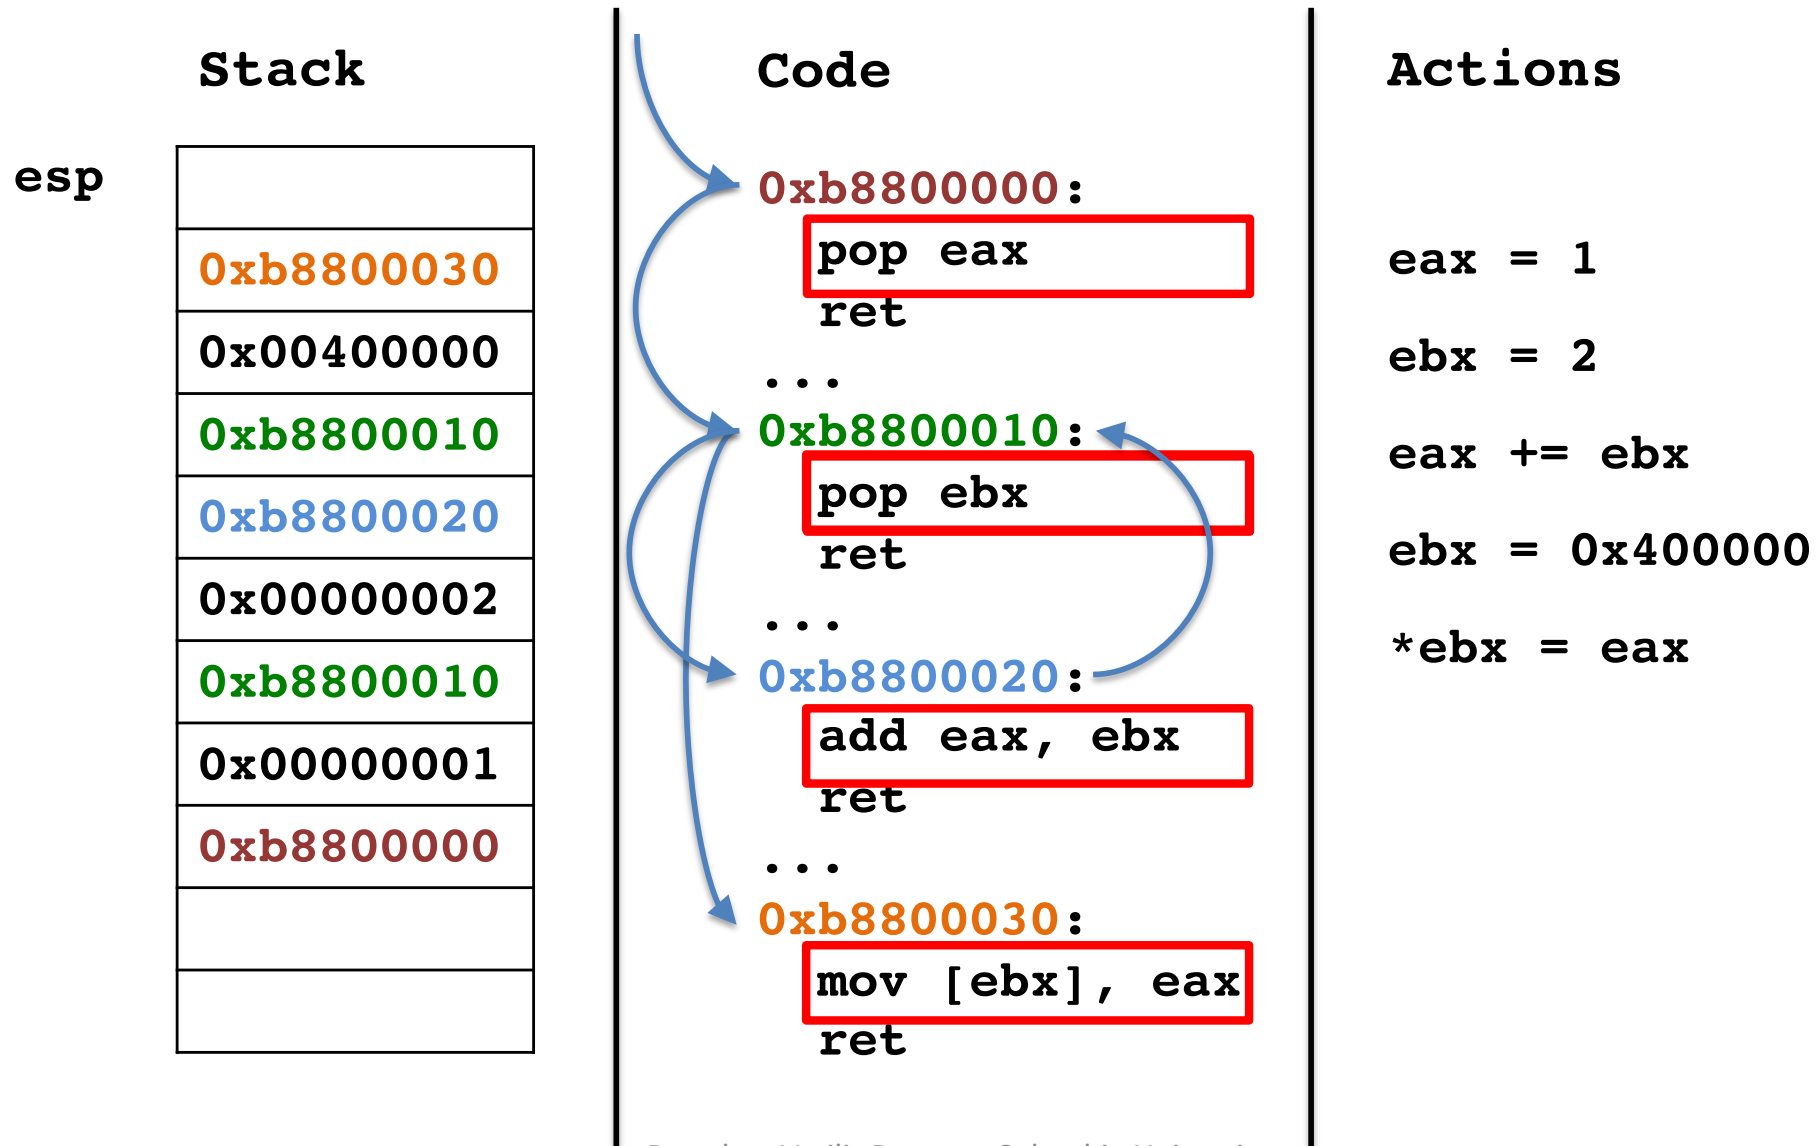 Stack
esp
0xb8800030
0x00400000
0xb8800010
0xb8800020
0x00000002
0xb8800010
0x00000001
0xb8800000
Code
0xb8800000:
pop eax
ret
...
0xb8800010:
pop ebx
ret
...
0xb8800020:
add eax, ebx
ret
...
0xb8800030:
mov [ebx], eax
ret
Actions
eax = 1
ebx = 2
eax += ebx
ebx = 0x400000
*ebx = eax